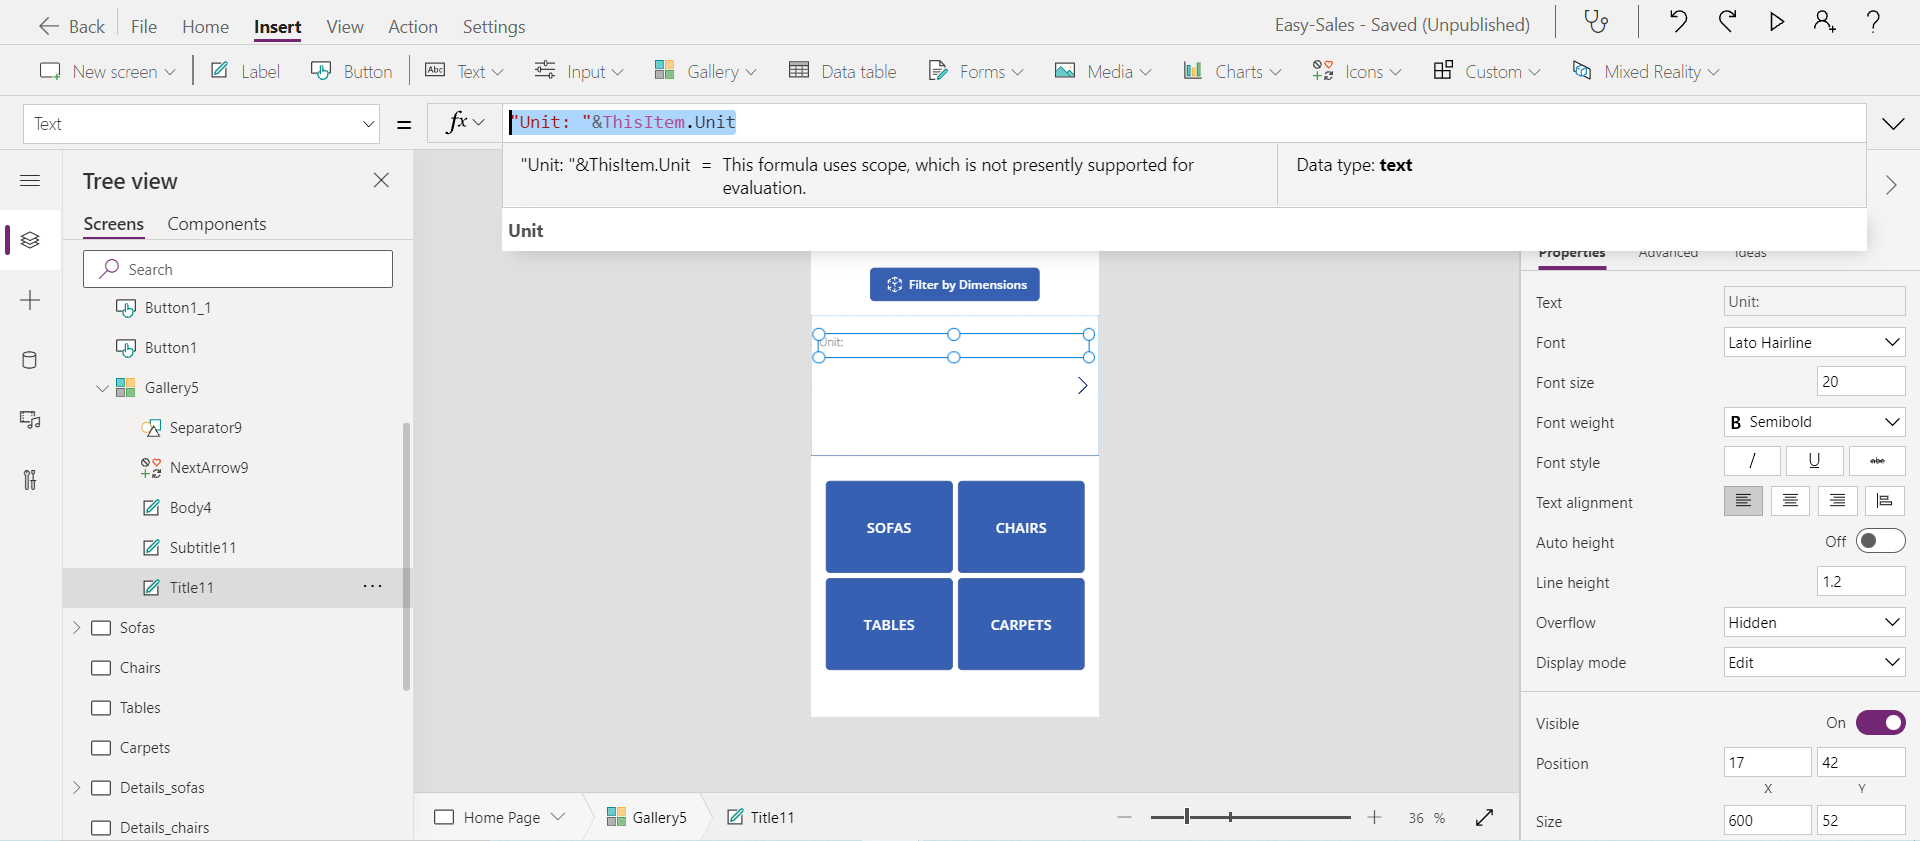 Back
File
Home
Insert
View
Action
Settings
Easy-Sales - Saved (Unpublished)
New screen
Label
Button
Text
Input
Gallery
Data table
Forms
Media
Charts
Icons
Custom
Mixed Reality
Text
=
fx
"Unit: "&ThisItem.Unit
"Unit: "&ThisItem.Unit = This formula uses scope, which is not presently supported for
evaluation.
Data type: text
Unit
Tree view
Screens
Components
Search
Button1_1
Button1
Gallery5
Separator9
NextArrow9
Body4
Subtitle11
Title11
Sofas
Chairs
Tables
Carpets
Details_sofas
Details_chairs
Filter by Dimensions
Unit:
SOFAS
CHAIRS
TABLES
CARPETS
Home Page
Gallery5
Title11
36 %
Properties
Advanced
Ideas
Text
Unit:
Font
Lato Hairline
Font size
20
Font weight
B Semibold
Font style
/
U
abc
Text alignment
Auto height
Off
Line height
1.2
Overflow
Hidden
Display mode
Edit
Visible
On
Position
17
42
X
Y
Size
600
52